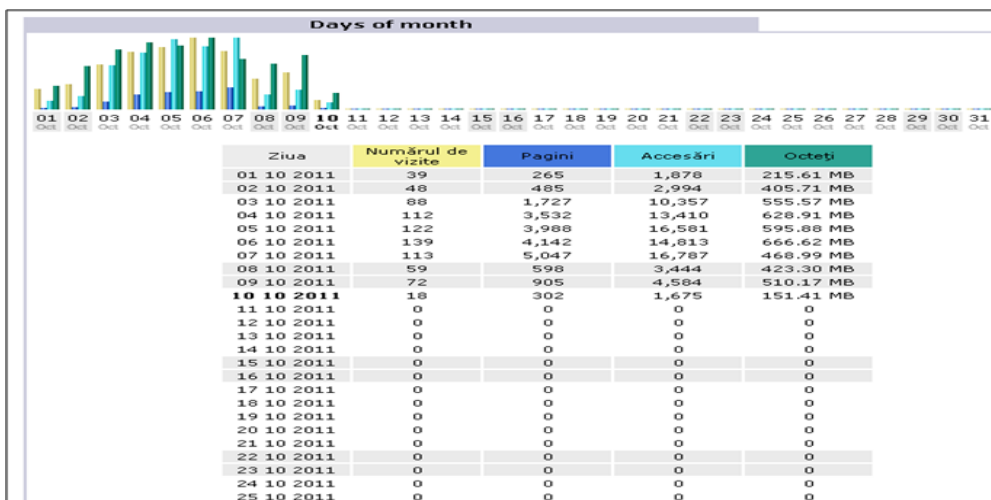 Days of month
01 02 03 04 05 06 07 08 09 10 11 12 13 14 15 16 17 18 19 20 21 22 23 24 25 26 27 28 29 30 31
Oct Oct Oct Oct Oct Oct Oct Oct Oct Oct Oct Oct Oct Oct Oct Oct Oct Oct Oct Oct Oct Oct Oct Oct Oct Oct Oct Oct Oct Oct Oct
Ziua Numărul de vizite Pagini Accesări Octeţi
01 10 2011 39 265 1,878 215.61 MB
02 10 2011 48 485 2,994 405.71 MB
03 10 2011 88 1,727 10,357 555.57 MB
04 10 2011 112 3,532 13,410 628.91 MB
05 10 2011 122 3,988 16,581 595.88 MB
06 10 2011 139 4,142 14,813 666.62 MB
07 10 2011 113 5,047 16,787 468.99 MB
08 10 2011 59 598 3,444 423.30 MB
09 10 2011 72 905 4,584 510.17 MB
10 10 2011 18 302 1,675 151.41 MB
11 10 2011 0 0 0 0
12 10 2011 0 0 0 0
13 10 2011 0 0 0 0
14 10 2011 0 0 0 0
15 10 2011 0 0 0 0
16 10 2011 0 0 0 0
17 10 2011 0 0 0 0
18 10 2011 0 0 0 0
19 10 2011 0 0 0 0
20 10 2011 0 0 0 0
21 10 2011 0 0 0 0
22 10 2011 0 0 0 0
23 10 2011 0 0 0 0
24 10 2011 0 0 0 0
25 10 2011 0 0 0 0